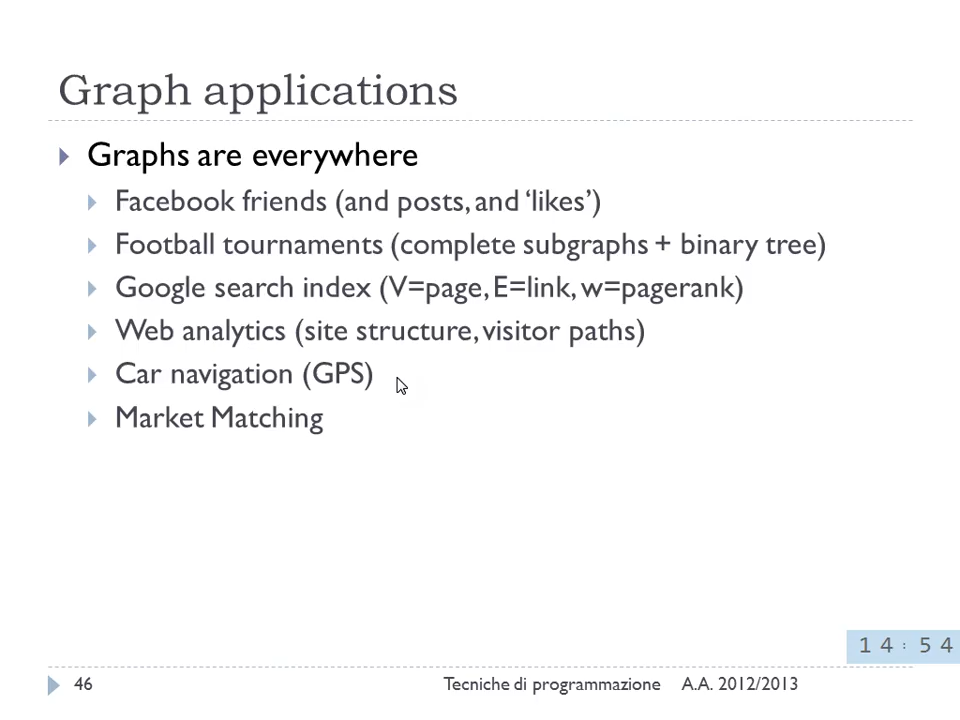 Graph applications
Graphs are everywhere
Facebook friends (and posts, and ‘likes’)
Football tournaments (complete subgraphs + binary tree)
Google search index (V=page, E=link, w=pagerank)
Web analytics (site structure, visitor paths)
Car navigation (GPS)
Market Matching
14:54
46 Tecniche di programmazione A.A. 2012/2013